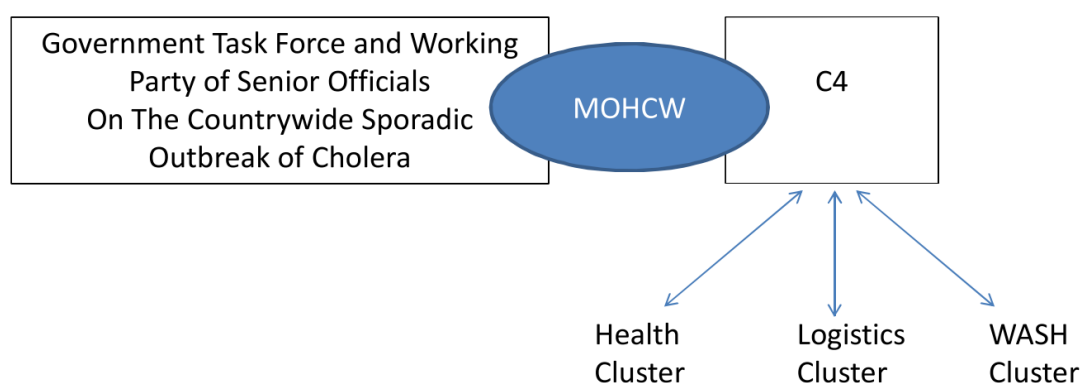 Government Task Force and Working
Party of Senior Officials
On The Countrywide Sporadic
Outbreak of Cholera
MOHCW
C4
Health
Cluster
Logistics
Cluster
WASH
Cluster